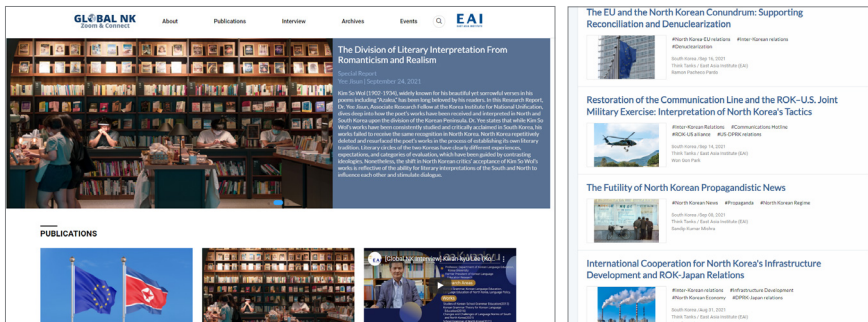 GLOBAL NK
Zoom & Connect
About
Publications
Interview
Archives
Events
EAI
The Division of Literary Interpretation From
Romanticism and Realism
Special Report
Yee Jisun | September 24, 2021
Kim So Wol (1902-1934), widely known for his beautiful yet sorrowful verses in his
poems including "Azalea," has been long beloved by his readers. In this Research Report,
Dr. Yee Jisun, Associate Research Fellow at the Korea Institute for National Unification,
dives deep into how the poet's works have been received and interpreted in North and
South Korea upon the division of the Korean Peninsula. Dr. Yee states that while Kim So
Wol's works have been consistently studied and critically acclaimed in South Korea, his
works failed to receive the same recognition in North Korea. North Korea repetitively
deleted and resurfaced the poet's works in the process of establishing its own literary
tradition. Literary circles of the two Koreas have clearly different experiences,
expectations, and categories of evaluation, which have been guided by contrasting
ideologies. Nonetheless, the shift in North Korean critics' acceptance of Kim So Wol's
works is reflective of the ability for literary interpretations of the South and North to
influence each other and stimulate dialogue.
PUBLICATIONS
[Global NK Interview]
The EU and the North Korean Conundrum: Supporting
Reconciliation and Denuclearization
#North Korea-EU relations #Inter-Korean relations
#Denuclearization
South Korea /Sep 16, 2021
Think Tanks / East Asia Institute (EAI)
Ramon Pacheco Pardo
Restoration of the Communication Line and the ROK-U.S. Joint
Military Exercise: Interpretation of North Korea's Tactics
#Inter-Korean Relations #Communications Hotline
#ROK-US alliance #US-DPRK relations
South Korea /Sep 14, 2021
Think Tanks / East Asia Institute (EAI)
Won Gon Park
The Futility of North Korean Propagandistic News
#North Korean News #Propaganda #North Korean Regime
South Korea /Sep 08, 2021
Think Tanks / East Asia Institute (EAI)
Sandip Kumar Mishra
International Cooperation for North Korea's Infrastructure
Development and ROK-Japan Relations
#Inter-Korean relations #Infrastructure Development
#North Korean Economy #DPRK-Japan relations
South Korea /Aug 31, 2021
Think Tanks / East Asia Institute (EAI)